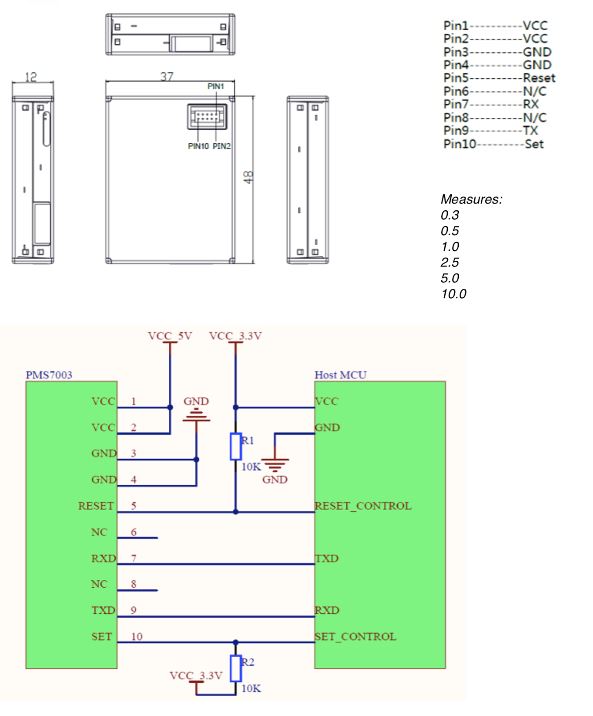 12
37
PIN1
PIN10 PIN2
48
Pin1----------VCC
Pin2----------VCC
Pin3----------GND
Pin4----------GND
Pin5----------Reset
Pin6----------N/C
Pin7----------RX
Pin8----------N/C
Pin9----------TX
Pin10---------Set
Measures:
0.3
0.5
1.0
2.5
5.0
10.0
VCC_5V
VCC_3.3V
PMS7003
Host MCU
VCC 1
GND
VCC
VCC 2
GND
R1
GND 3
10K
GND
GND 4
RESET 5
RESET_CONTROL
NC 6
RXD 7
TXD
NC 8
TXD 9
RXD
SET 10
SET_CONTROL
R2
VCC_3.3V
10K